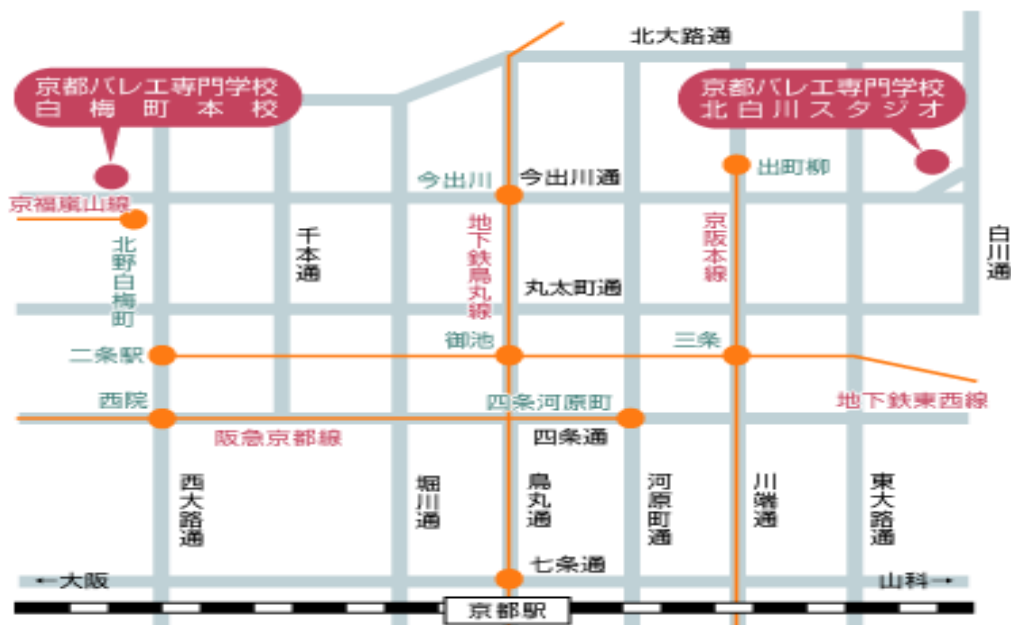 北大路通
京都バレエ専門学校
白梅町本校
京都バレエ専門学校
北白川スタジオ
出町柳
今出川
今出川通
京福嵐山線
北野白梅町
千本通
地下鉄烏丸線
京阪本線
白川通
丸太町通
二条駅
御池
三条
西院
四条河原町
地下鉄東西線
阪急京都線
四条通
西大路通
堀川通
烏丸通
河原町通
川端通
東大路通
七条通
←大阪
山科→
京都駅